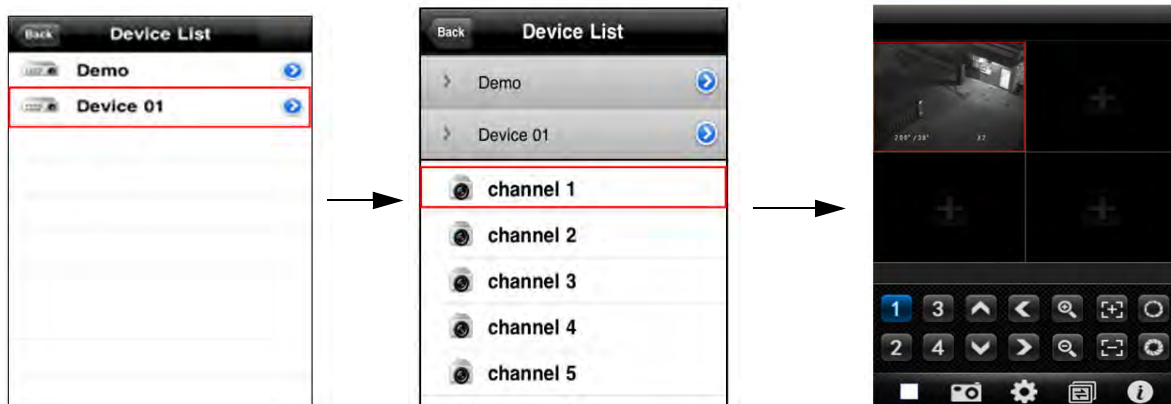 Back Device List
Demo
Device 01
Back Device List
Demo
Device 01
channel 1
channel 2
channel 3
channel 4
channel 5
X2
1 3
2 4